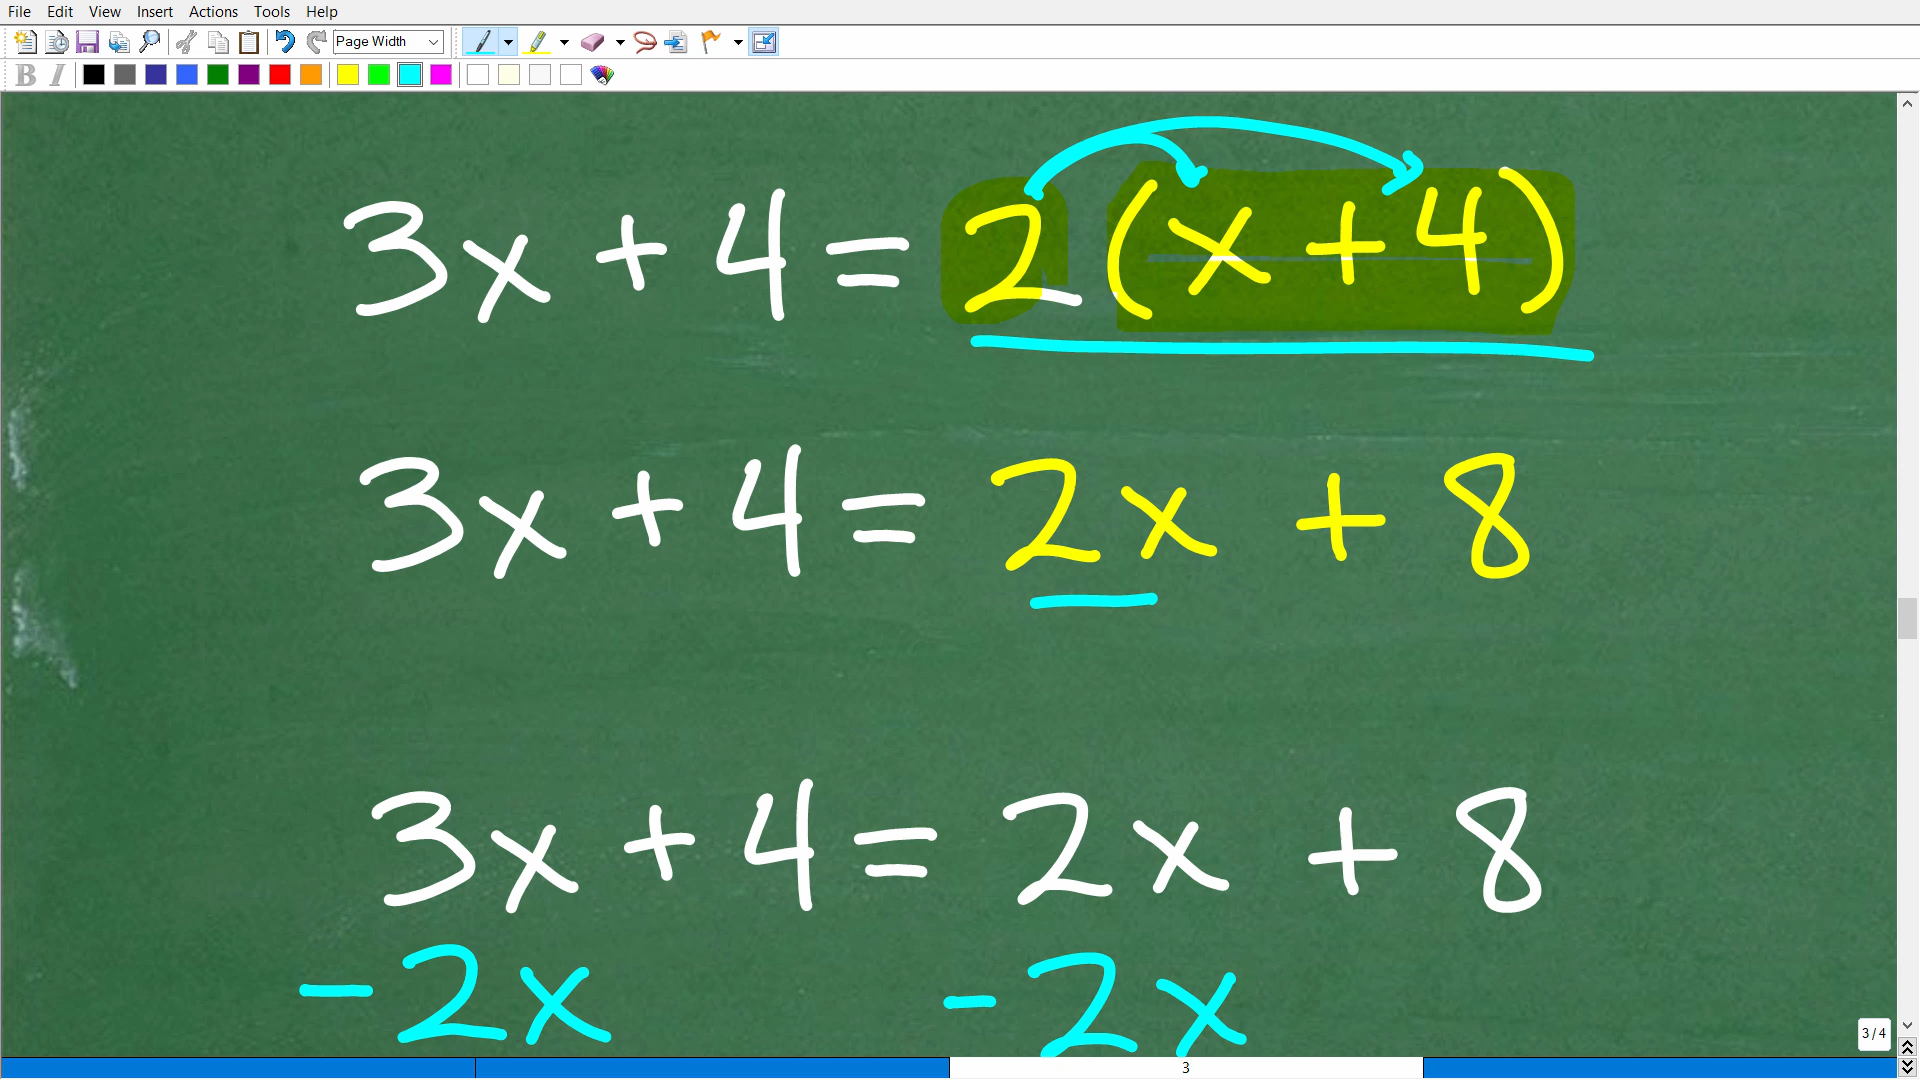 File Edit View Insert Actions Tools Help
Page Width
B I
3x + 4 = 2(x + 4)
3x + 4 = 2x + 8
3x + 4 = 2x + 8
-2x -2x
3 / 4
3